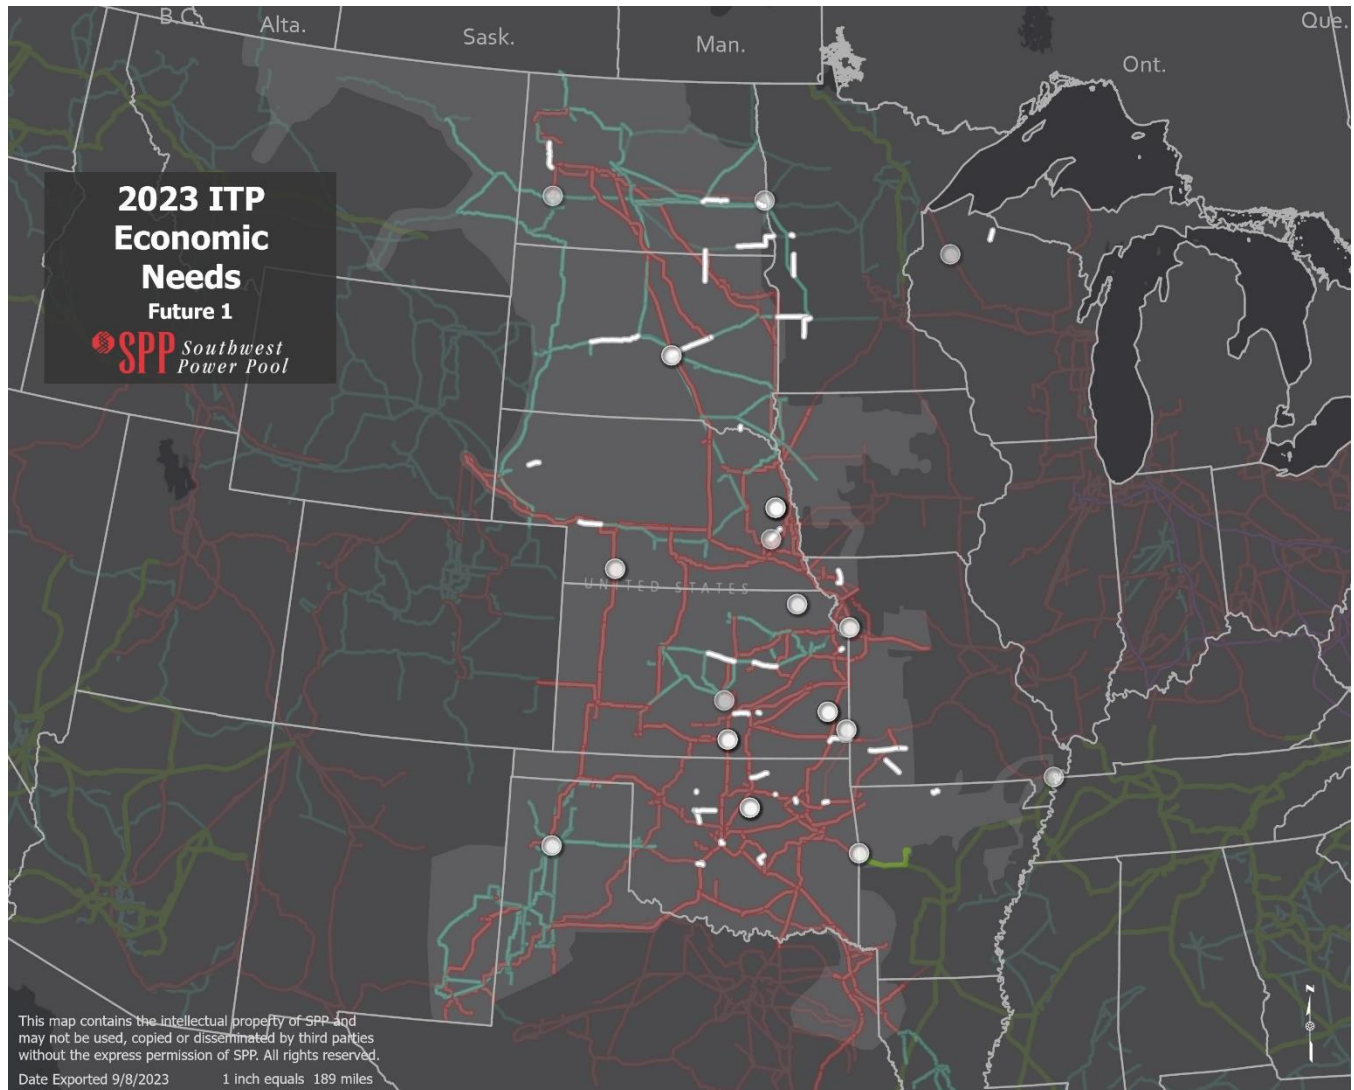 B.C.
Alta.
Sask.
Man.
Ont.
Que.
2023 ITP
Economic
Needs
Future 1
SPP Southwest
Power Pool
UNITED STATES
This map contains the intellectual property of SPP and
may not be used, copied or disseminated by third parties
without the express permission of SPP. All rights reserved.
Date Exported 9/8/2023 1 inch equals 189 miles
N